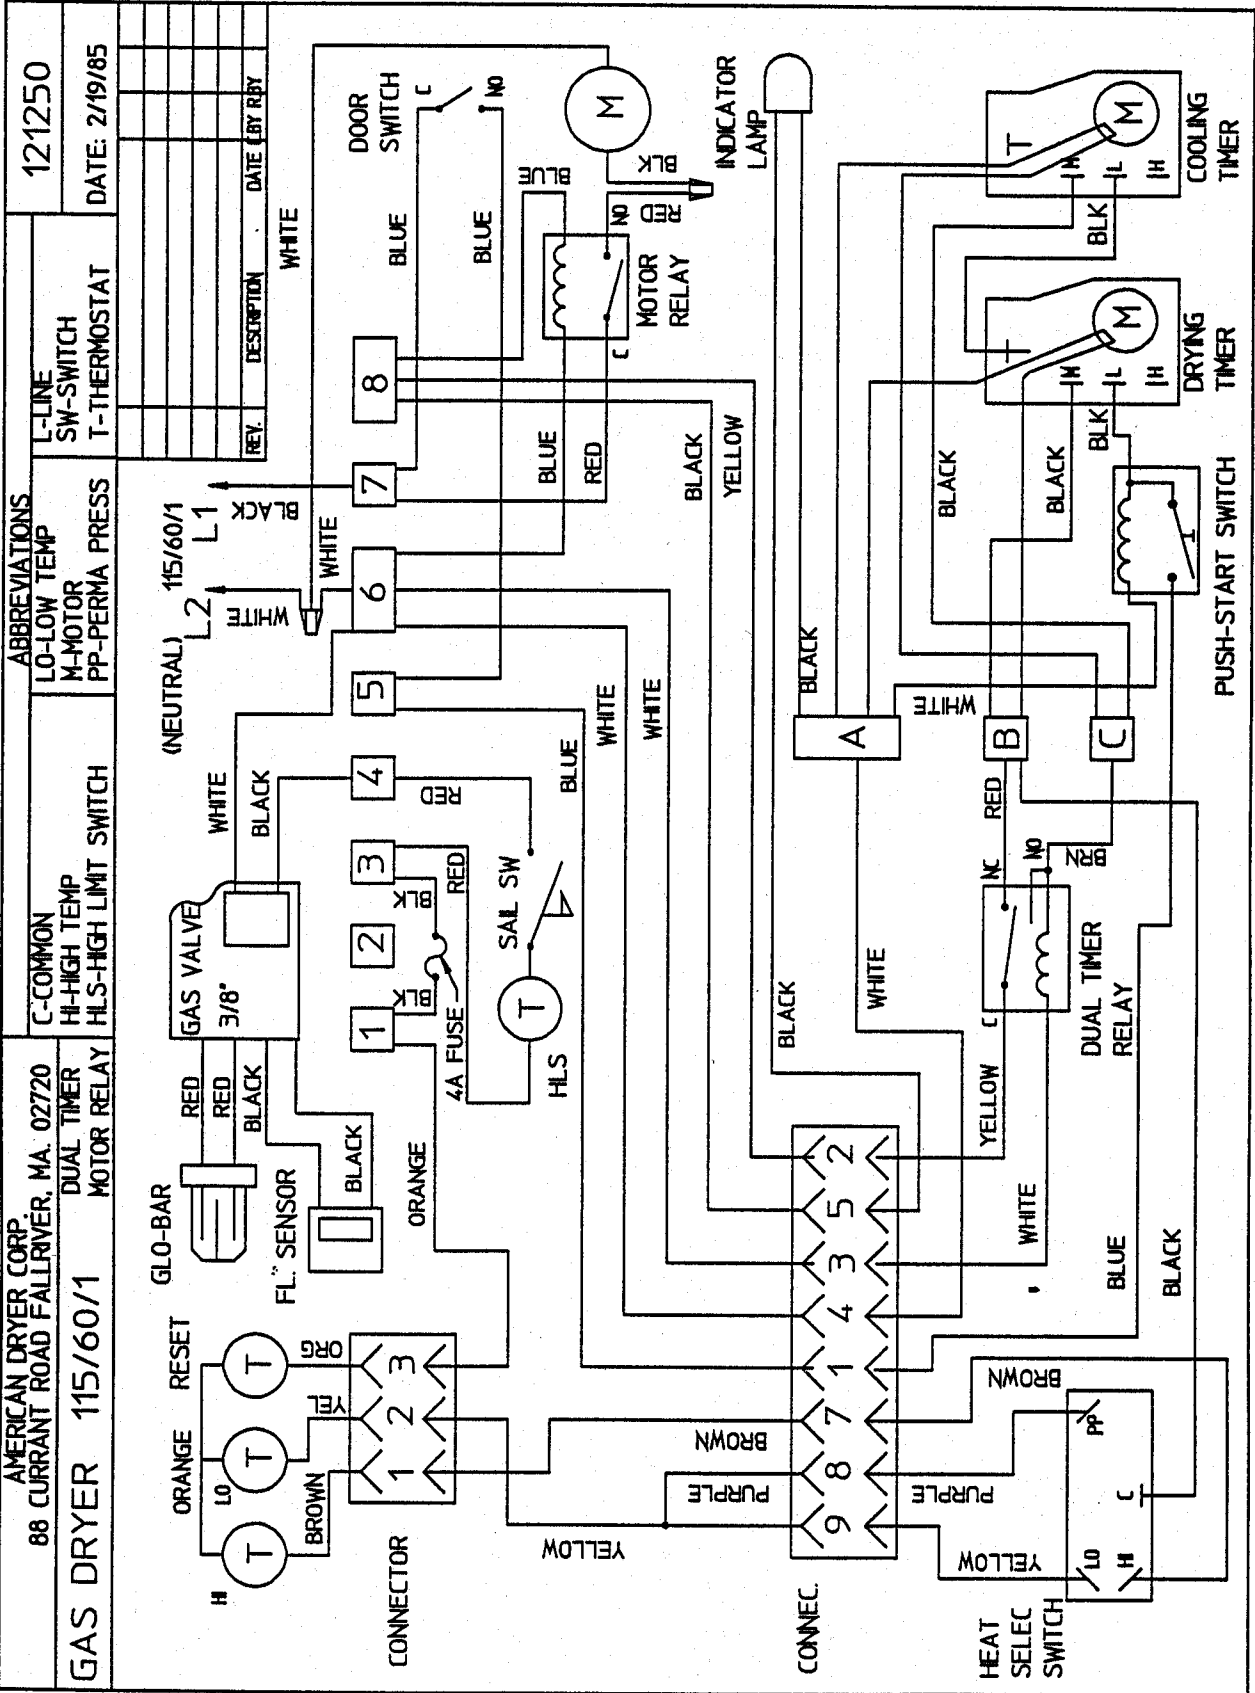 AMERICAN DRYER CORP.
88 CURRANT ROAD FALLRIVER, MA. 02720
GAS DRYER 115/60/1
DUAL TIMER
MOTOR RELAY
ABBREVIATIONS
C-COMMON
HI-HIGH TEMP
HLS-HIGH LIMIT SWITCH
LO-LOW TEMP
M-MOTOR
PP-PERMA PRESS
L-LINE
SW-SWITCH
T-THERMOSTAT
121250
DATE: 2/19/85
REV. DESCRIPTION DATE C.BY R.BY
HI
T
LO
T
ORANGE
RESET
T
BROWN
YEL
ORG
CONNECTOR
1 2 3
GLO-BAR
RED
RED
BLACK
FL. SENSOR
BLACK
GAS VALVE
3/8"
WHITE
BLACK
(NEUTRAL)
L2
115/60/1
L1
WHITE
BLACK
WHITE
WHITE
ORANGE
1
2
3
4
5
6
7
8
BLK
BLK
4A FUSE
RED
RED
SAIL SW
T
HLS
DOOR
SWITCH
C
NO
BLUE
BLUE
M
BLK
BLUE
RED
NO
C
MOTOR
RELAY
BLUE
RED
INDICATOR
LAMP
BLUE
WHITE
WHITE
BLACK
YELLOW
BROWN
PURPLE
YELLOW
CONNEC.
9 8 7 1 4 3 5 2
BLACK
WHITE
BLACK
A
WHITE
B
C
RED
NC
NO
BRN
C
DUAL TIMER
RELAY
YELLOW
WHITE
BLUE
BLACK
BROWN
PURPLE
YELLOW
HEAT
SELEC
SWITCH
LO
HI
C
PP
PUSH-START SWITCH
BLACK
BLACK
BLK
T
M
M
L
H
DRYING
TIMER
BLK
T
M
M
L
H
COOLING
TIMER